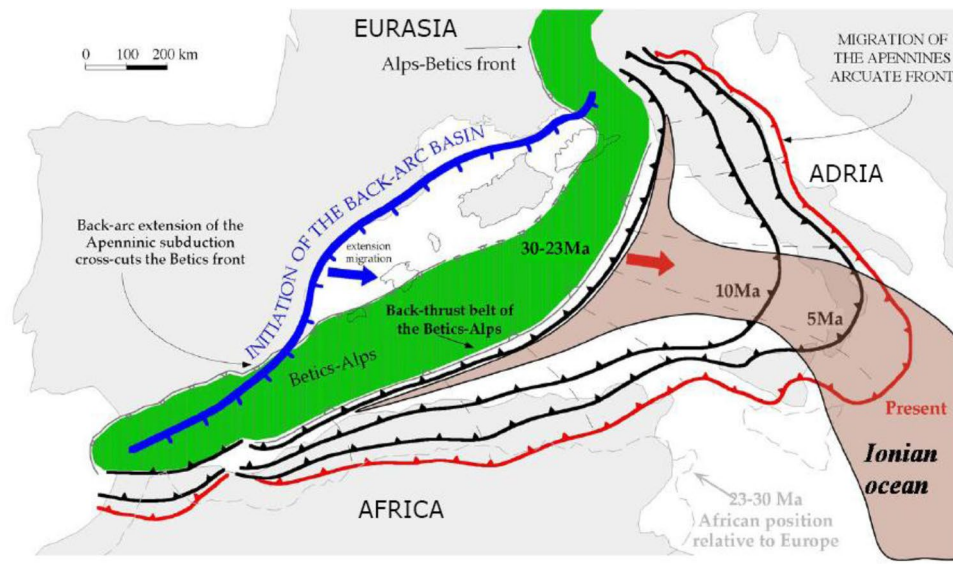 EURASIA
0 100 200 km
Alps-Betics front
MIGRATION OF
THE APENNINES
ARCUATE FRONT
INITIATION OF THE BACK-ARC BASIN
ADRIA
Back-arc extension of the
Apenninic subduction
cross-cuts the Betics front
extension
migration
30-23Ma
10Ma
5Ma
Back-thrust belt of
the Betics-Alps
Betics-Alps
Present
Ionian
ocean
AFRICA
23-30 Ma
African position
relative to Europe